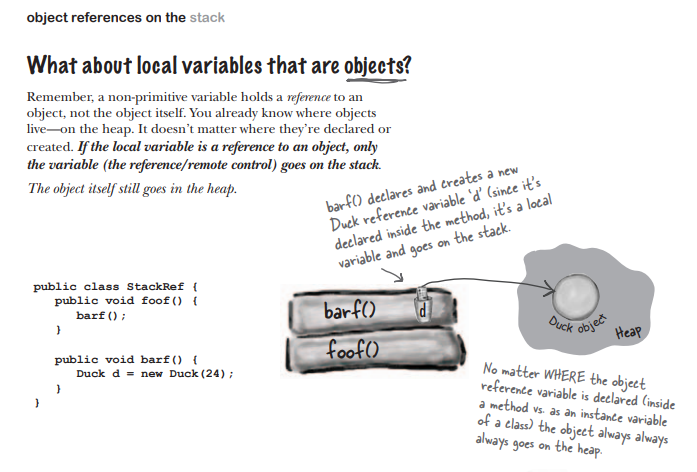 object references on the stack
What about local variables that are objects?
Remember, a non-primitive variable holds a reference to an
object, not the object itself. You already know where objects
live—on the heap. It doesn't matter where they're declared or
created. If the local variable is a reference to an object, only
the variable (the reference/remote control) goes on the stack.
The object itself still goes in the heap.
barf() declares and creates a new
Duck reference variable 'd' (since it's
declared inside the method, it's a local
variable and goes on the stack.
public class StackRef {
public void foof() {
barf();
}
public void barf() {
Duck d = new Duck(24);
}
}
barf()
d
foof()
Duck object
Heap
No matter WHERE the object
reference variable is declared (inside
a method vs. as an instance variable
of a class) the object always always
always goes on the heap.